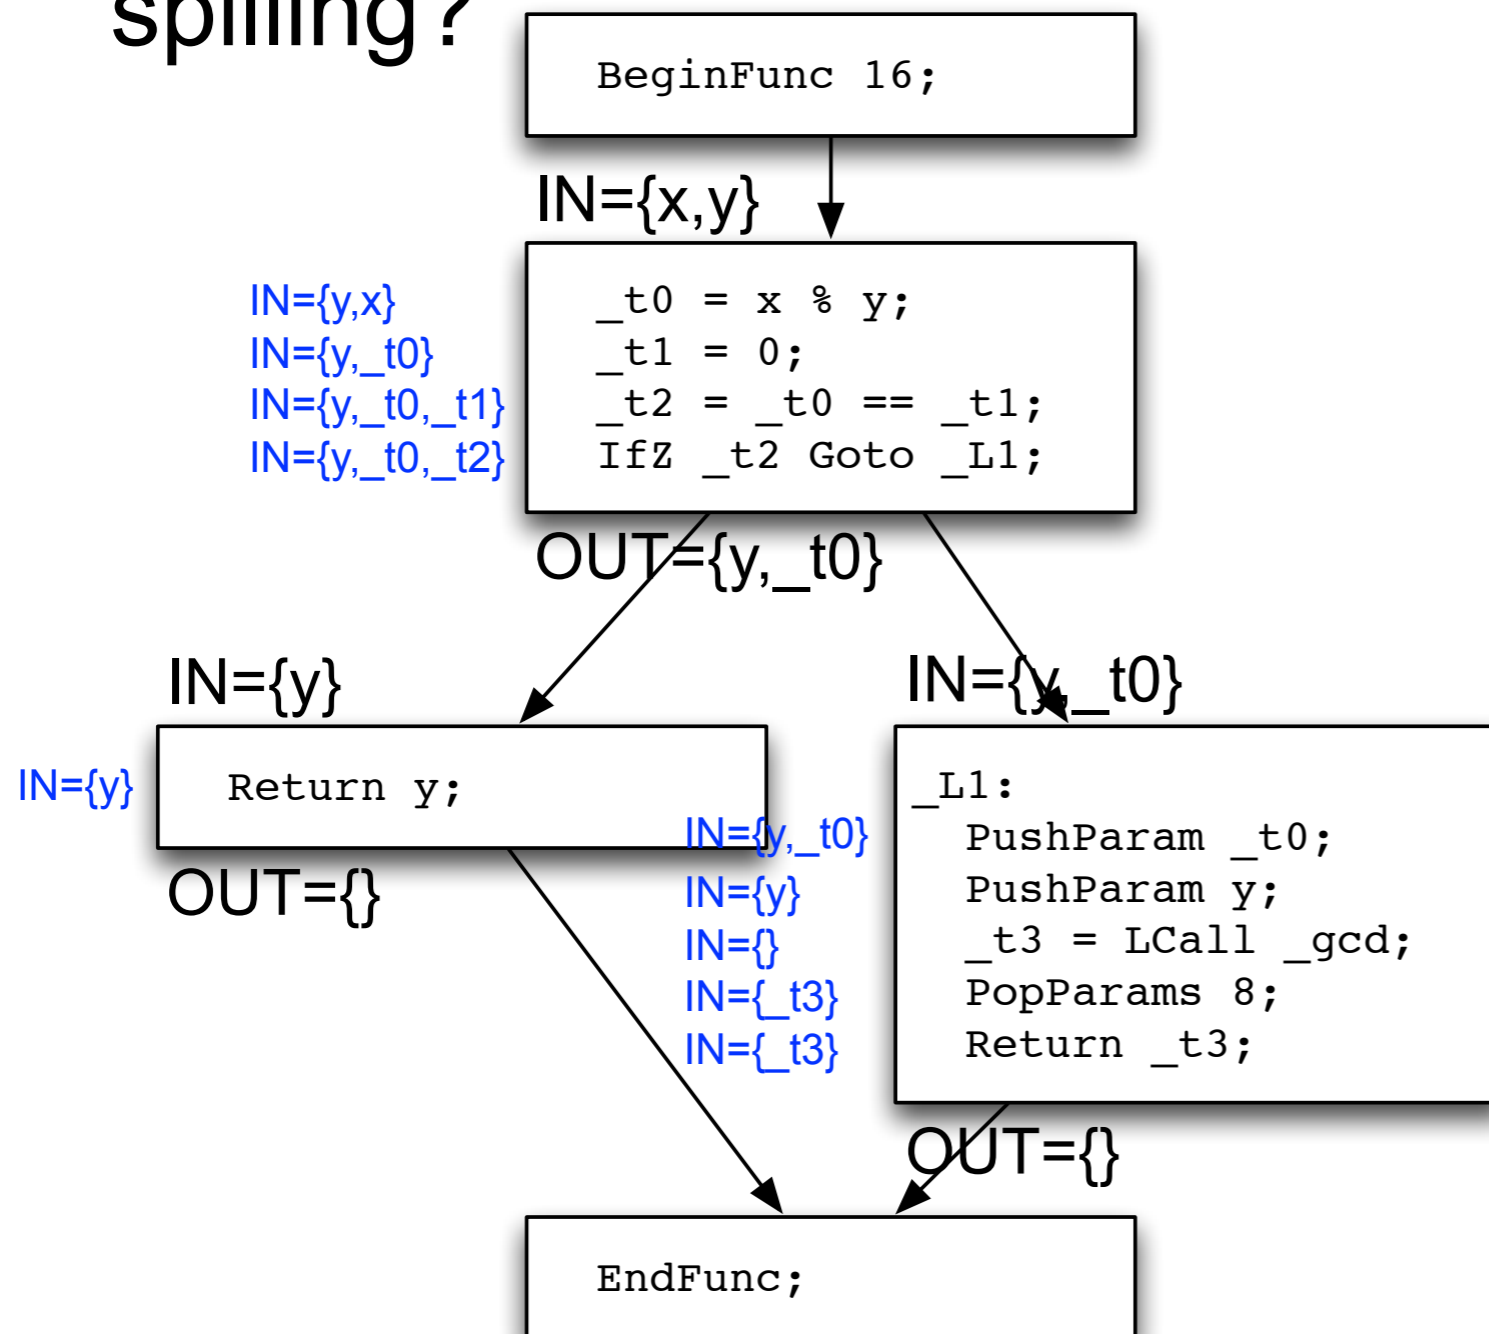 spilling?
BeginFunc 16;
IN={x,y}
IN={y,x}
_t0 = x % y;
IN={y,_t0}
_t1 = 0;
IN={y,_t0,_t1}
_t2 = _t0 == _t1;
IN={y,_t0,_t2}
IfZ _t2 Goto _L1;
OUT={y,_t0}
IN={y}
IN={y}
Return y;
OUT={}
IN={y,_t0}
_L1:
IN={y,_t0}
PushParam _t0;
IN={y}
PushParam y;
IN={}
_t3 = LCall _gcd;
IN={_t3}
PopParams 8;
IN={_t3}
Return _t3;
OUT={}
EndFunc;